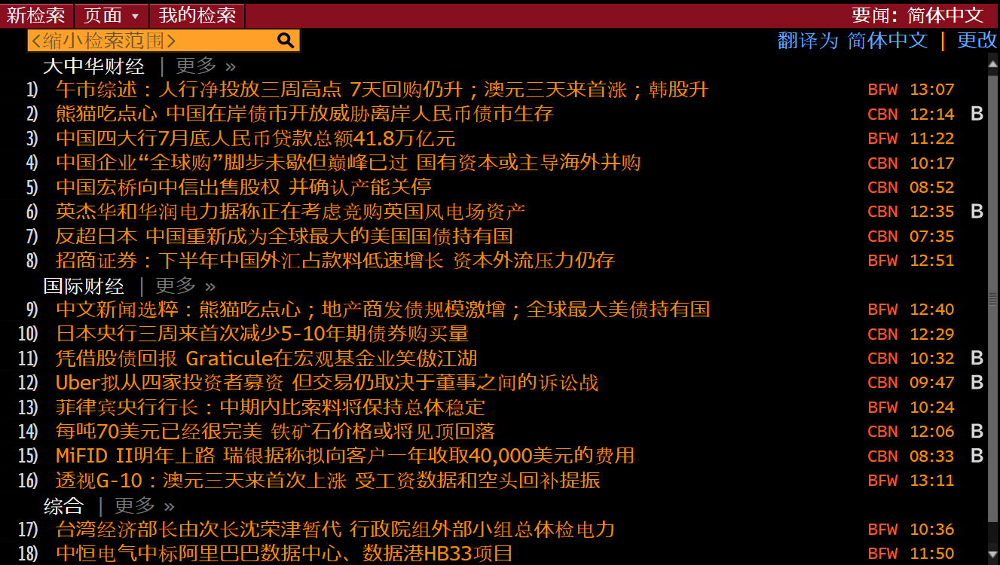 新检索 页面 ▾ 我的检索 要闻: 简体中文
<缩小检索范围> 翻译为 简体中文 | 更改
大中华财经 | 更多 »
1) 午市综述：人行净投放三周高点 7天回购仍升；澳元三天来首涨；韩股升 BFW 13:07
2) 熊猫吃点心 中国在岸债市开放威胁离岸人民币债市生存 CBN 12:14 B
3) 中国四大行7月底人民币贷款总额41.8万亿元 BFW 11:22
4) 中国企业“全球购”脚步未歇但巅峰已过 国有资本或主导海外并购 CBN 10:17
5) 中国宏桥向中信出售股权 并确认产能关停 CBN 08:52
6) 英杰华和华润电力据称正在考虑竞购英国风电场资产 CBN 12:35 B
7) 反超日本 中国重新成为全球最大的美国国债持有国 CBN 07:35
8) 招商证券：下半年中国外汇占款料低速增长 资本外流压力仍存 BFW 12:51
国际财经 | 更多 »
9) 中文新闻选粹：熊猫吃点心；地产商发债规模激增；全球最大美债持有国 BFW 12:40
10) 日本央行三周来首次减少5-10年期债券购买量 CBN 12:29
11) 凭借股债回报 Graticule在宏观基金业笑傲江湖 CBN 10:32 B
12) Uber拟从四家投资者募资 但交易仍取决于董事之间的诉讼战 CBN 09:47 B
13) 菲律宾央行行长：中期内比索料将保持总体稳定 BFW 10:24
14) 每吨70美元已经很完美 铁矿石价格或将见顶回落 CBN 12:06 B
15) MiFID II明年上路 瑞银据称拟向客户一年收取40,000美元的费用 CBN 08:33 B
16) 透视G-10：澳元三天来首次上涨 受工资数据和空头回补提振 BFW 13:11
综合 | 更多 »
17) 台湾经济部长由次长沈荣津暂代 行政院组外部小组总体检电力 BFW 10:36
18) 中恒电气中标阿里巴巴数据中心、数据港HB33项目 BFW 11:50